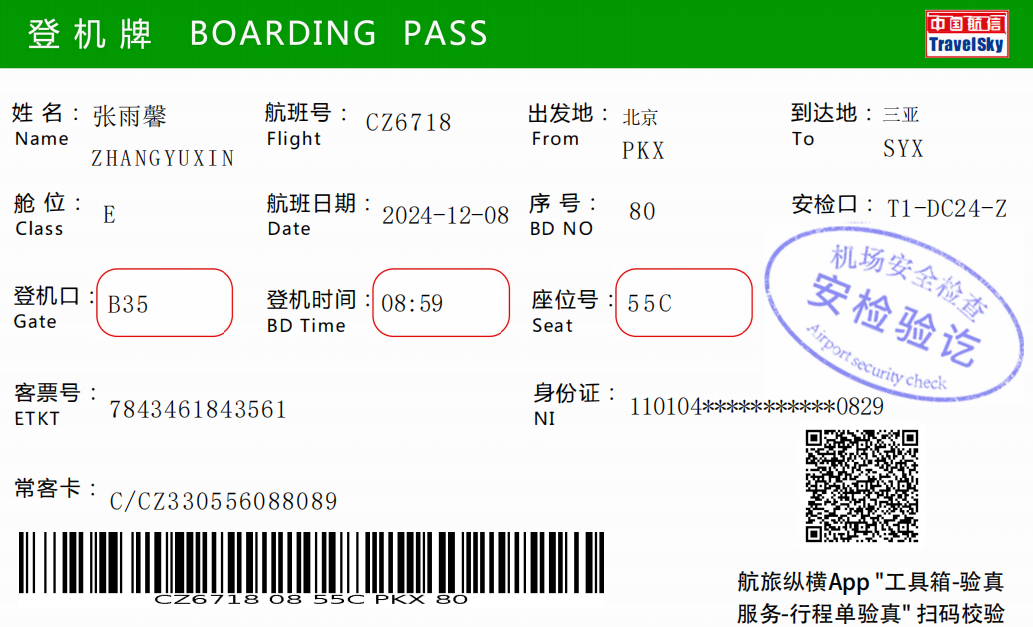 登机牌 BOARDING PASS
中国航信
TravelSky
姓名： 张雨馨 航班号： CZ6718 出发地： 北京 到达地： 三亚
Name ZHANGYUXIN Flight From PKX To SYX
舱位： E 航班日期： 2024-12-08 序号： 80 安检口： T1-DC24-Z
Class Date BD NO
机场安全检查
安检验讫
Airport security check
登机口： B35 登机时间： 08:59 座位号： 55C
Gate BD Time Seat
客票号： 7843461843561 身份证： 110104***********0829
ETKT NI
常客卡： C/CZ330556088089
CZ6718 08 55C PKX 80
航旅纵横App "工具箱-验真
服务-行程单验真" 扫码校验